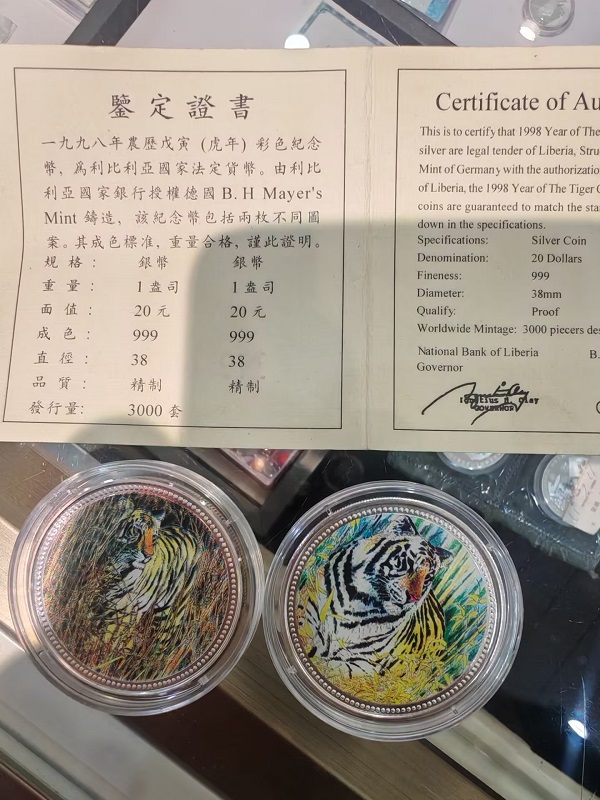 鑒定證書
一九九八年農歷戊寅 (虎年) 彩色紀念
幣，爲利比利亞國家法定貨幣。由利比
利亞國家銀行授權德國B.H Mayer's
Mint 鑄造，該紀念幣包括兩枚不同圖
案。其成色標准，重量合格，謹此證明。
規格： 銀幣 銀幣
重量： 1盎司 1盎司
面值： 20元 20元
成色： 999 999
直徑： 38 38
品質： 精制 精制
發行量: 3000 套
Certificate of Au
This is to certify that 1998 Year of The
silver are legal tender of Liberia, Stru
Mint of Germany with the authorization
of Liberia, the 1998 Year of The Tiger C
coins are guaranteed to match the sta
down in the specifications.
Specifications: Silver Coin
Denomination: 20 Dollars
Fineness: 999
Diameter: 38mm
Qualify: Proof
Worldwide Mintage: 3000 piecers des
National Bank of Liberia B.
Governor
GOVERNOR